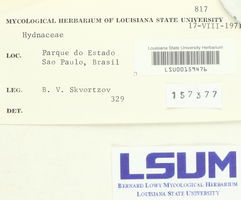 817
MYCOLOGICAL HERBARIUM OF LOUISIANA STATE UNIVERSITY
17-VIII-1971
Hydnaceae
LOC. Parque do Estado
Sao Paulo, Brasil
Louisiana State University Herbarium
LSU00159476
LEG. B. V. Skvortzov
329
157377
DET.
LSUM
BERNARD LOWY MYCOLOGICAL HERBARIUM
LOUISIANA STATE UNIVERSITY